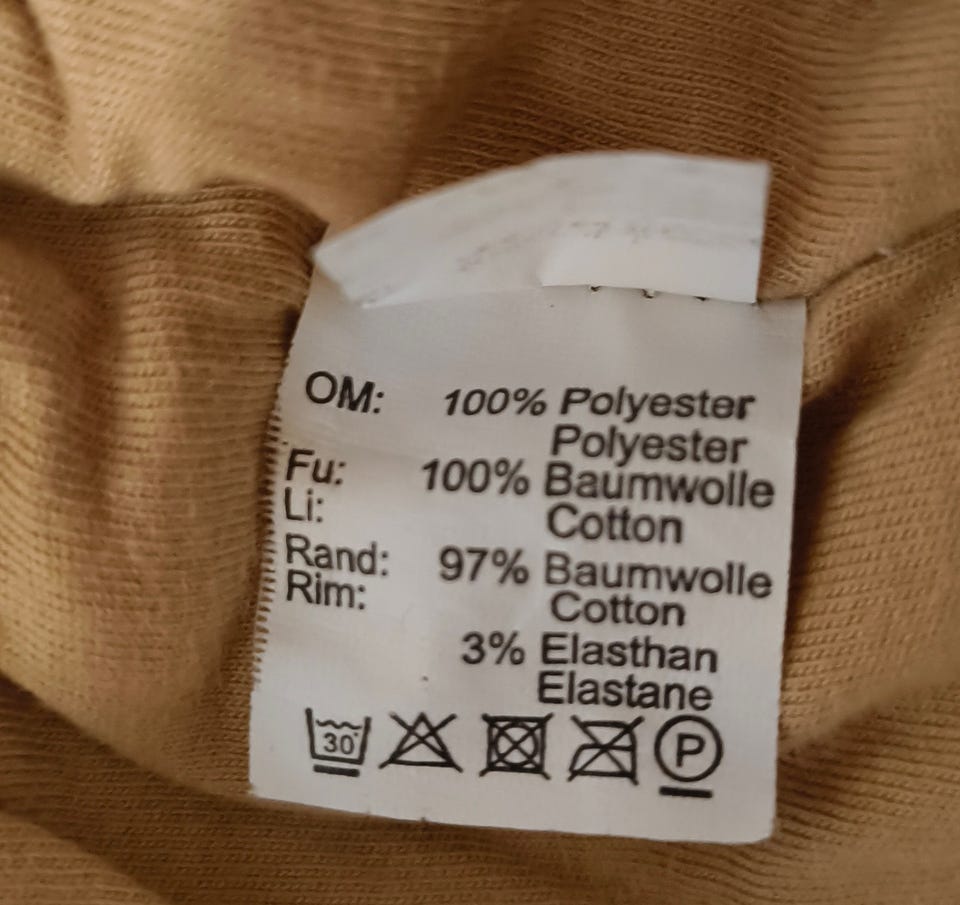 OM: 100% Polyester
Polyester
Fu: 100% Baumwolle
Li: Cotton
Rand: 97% Baumwolle
Rim: Cotton
3% Elasthan
Elastane
30°
P